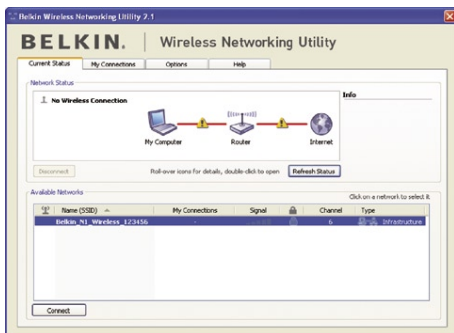 Belkin Wireless Networking Utility 7.1
BELKIN. | Wireless Networking Utility
Current Status My Connections Options Help
Network Status
No Wireless Connection
Info
My Computer Router Internet
Disconnect Roll-over icons for details, double-click to open Refresh Status
Available Networks
Click on a network to select it
Name (SSID) My Connections Signal Channel Type
Belkin_N1_Wireless_123456 - 6 Infrastructure
Connect